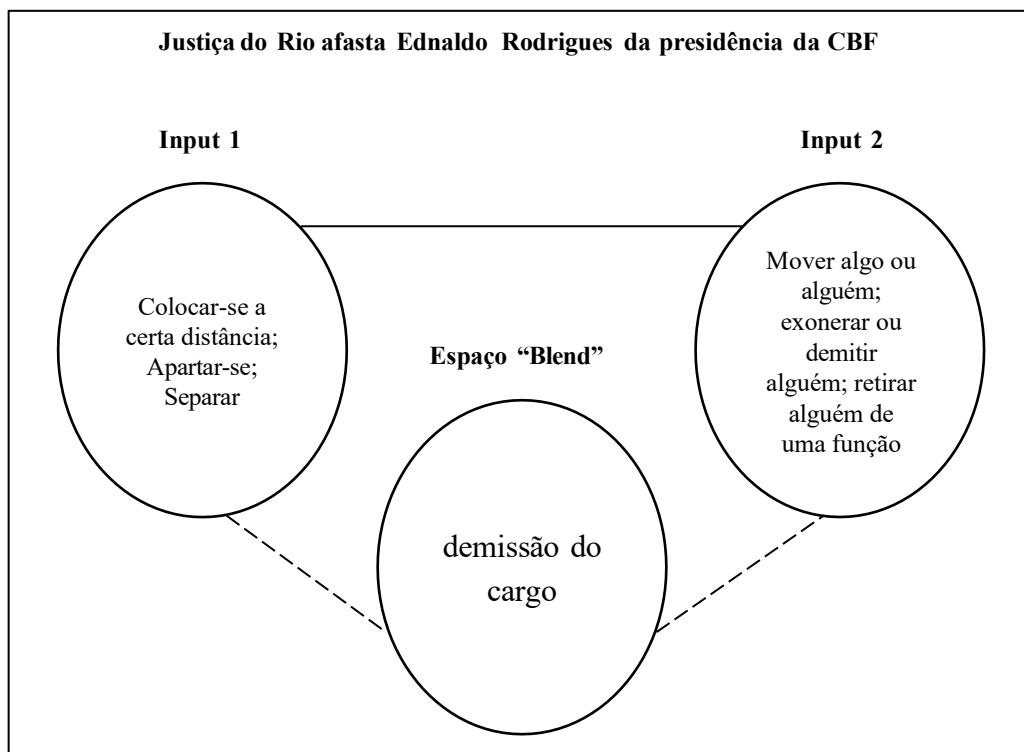 Justiça do Rio afasta Ednaldo Rodrigues da presidência da CBF
Input 1
Input 2
Colocar-se a
certa distância;
Apartar-se;
Separar
Mover algo ou
alguém;
exonerar ou
demitir
alguém; retirar
alguém de
uma função
Espaço “Blend”
demissão do
cargo